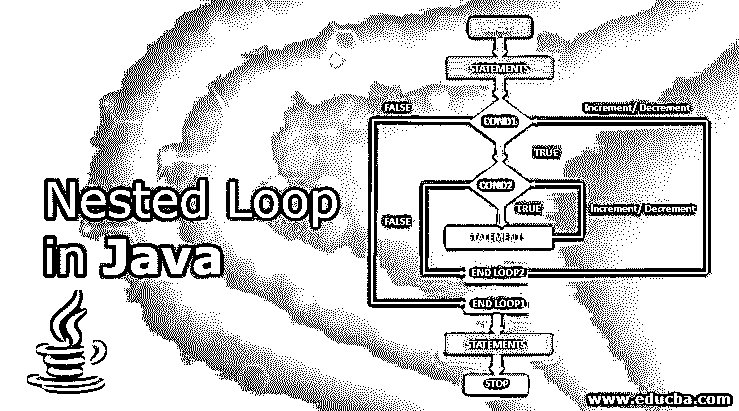 STATEMENTS
FALSE
Increment/ Decrement
COND1
TRUE
COND2
Nested Loop
in Java
TRUE
Increment/ Decrement
FALSE
STATEMENTS
END LOOP2
END LOOP1
STATEMENTS
STOP
www.educba.com